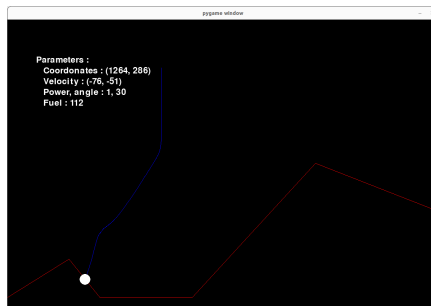 pygame window
Parameters :
Coordonates : (1264, 286)
Velocity : (-76, -51)
Power, angle : 1, 30
Fuel : 112